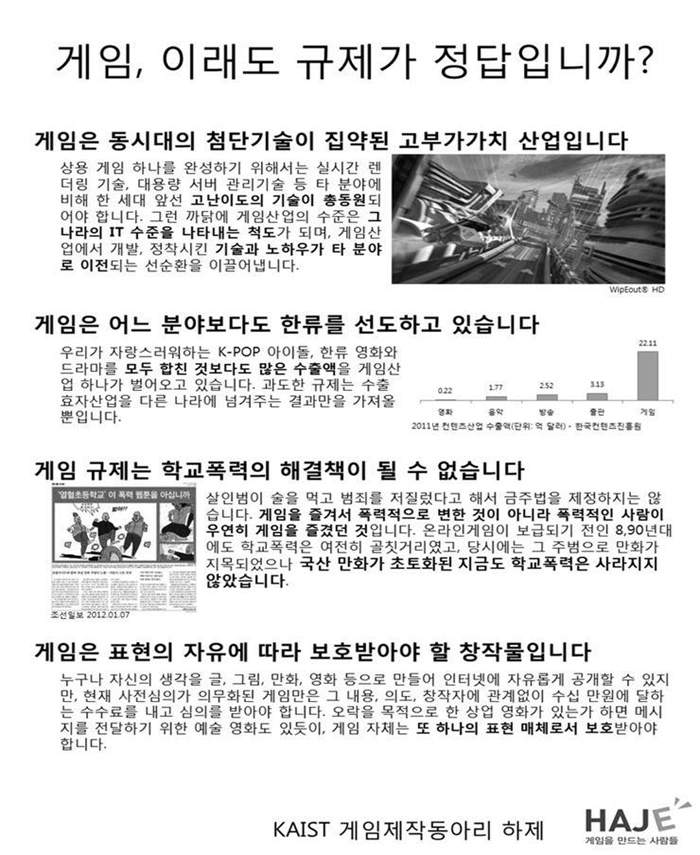 게임, 이래도 규제가 정답입니까?
게임은 동시대의 첨단기술이 집약된 고부가가치 산업입니다
상용 게임 하나를 완성하기 위해서는 실시간 렌
더링 기술, 대용량 서버 관리기술 등 타 분야에
비해 한 세대 앞선 고난이도의 기술이 총동원되
어야 합니다. 그런 까닭에 게임산업의 수준은 그
나라의 IT 수준을 나타내는 척도가 되며, 게임산
업에서 개발, 정착시킨 기술과 노하우가 타 분야
로 이전되는 선순환을 이끌어냅니다.
WipEout® HD
게임은 어느 분야보다도 한류를 선도하고 있습니다
우리가 자랑스러워하는 K-POP 아이돌, 한류 영화와
드라마를 모두 합친 것보다도 많은 수출액을 게임산
업 하나가 벌어오고 있습니다. 과도한 규제는 수출
효자산업을 다른 나라에 넘겨주는 결과만을 가져올
뿐입니다.
0.22 1.77 2.52 3.13 22.11
영화 음악 방송 출판 게임
2011년 컨텐츠산업 수출액(단위: 억 달러) - 한국컨텐츠진흥원
게임 규제는 학교폭력의 해결책이 될 수 없습니다
'열혈초등학교' 이 폭력 웹툰을 아십니까
조선일보 2012.01.07
살인범이 술을 먹고 범죄를 저질렀다고 해서 금주법을 제정하지는 않
습니다. 게임을 즐겨서 폭력적으로 변한 것이 아니라 폭력적인 사람이
우연히 게임을 즐겼던 것입니다. 온라인게임이 보급되기 전인 8,90년대
에도 학교폭력은 여전히 골칫거리였고, 당시에는 그 주범으로 만화가
지목되었으나 국산 만화가 초토화된 지금도 학교폭력은 사라지지
않았습니다.
게임은 표현의 자유에 따라 보호받아야 할 창작물입니다
누구나 자신의 생각을 글, 그림, 만화, 영화 등으로 만들어 인터넷에 자유롭게 공개할 수 있지
만, 현재 사전심의가 의무화된 게임만은 그 내용, 의도, 창작자에 관계없이 수십 만원에 달하
는 수수료를 내고 심의를 받아야 합니다. 오락을 목적으로 한 상업 영화가 있는가 하면 메시
지를 전달하기 위한 예술 영화도 있듯이, 게임 자체는 또 하나의 표현 매체로서 보호받아야
합니다.
KAIST 게임제작동아리 하제
HAJE
게임을 만드는 사람들